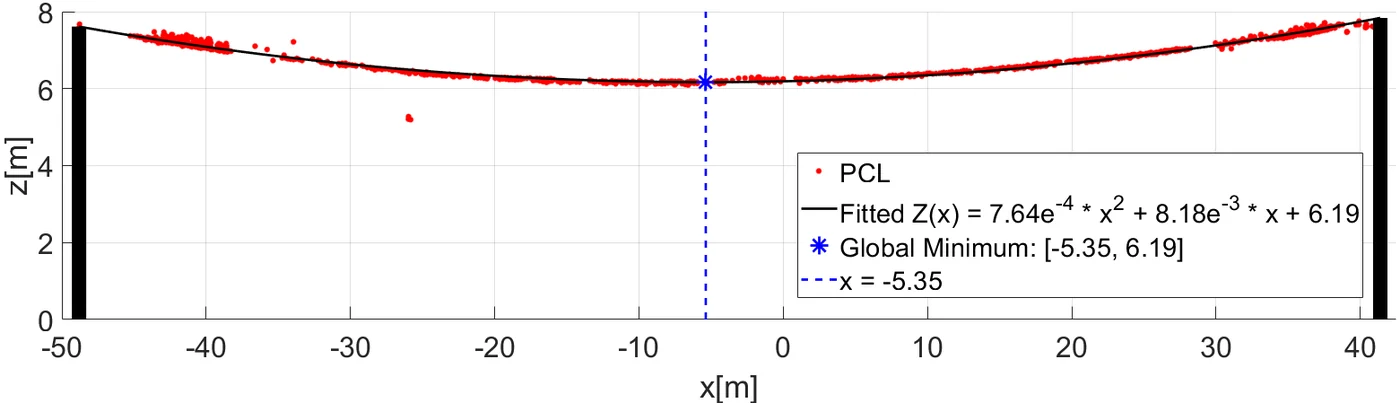 8
6
4
2
0
z[m]
-50 -40 -30 -20 -10 0 10 20 30 40
x[m]
PCL
Fitted Z(x) = 7.64e^-4 * x^2 + 8.18e^-3 * x + 6.19
Global Minimum: [-5.35, 6.19]
x = -5.35